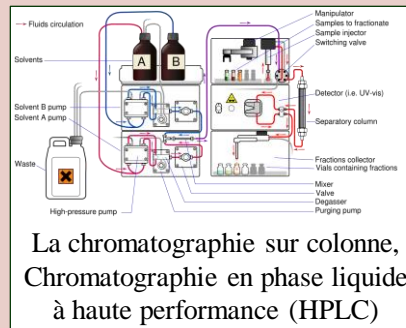 Fluids circulation
Solvents
A
B
Solvent B pump
Solvent A pump
Waste
High-pressure pump
Manipulator
Samples to fractionate
Sample injector
Switching valve
Detector (i.e. UV-vis)
Separatory column
Fractions collector
Vials containing fractions
Mixer
Valve
Degasser
Purging pump
La chromatographie sur colonne,
Chromatographie en phase liquide
à haute performance (HPLC)